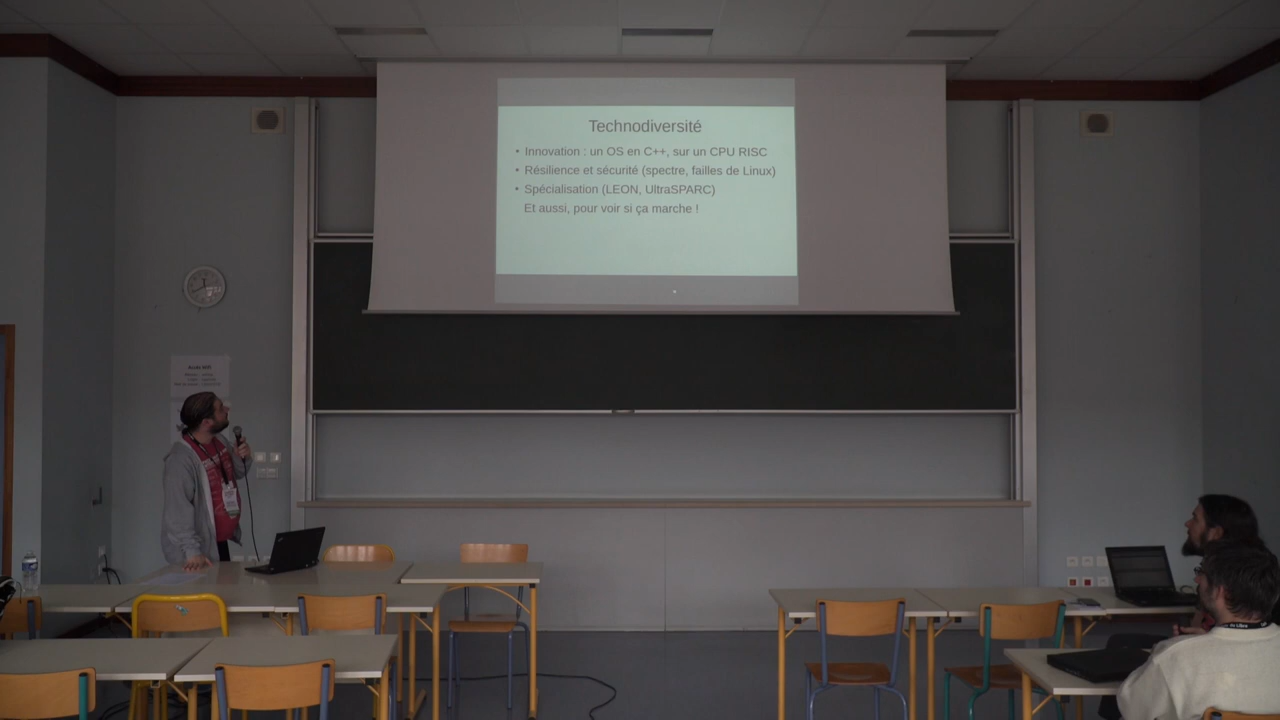 Technodiversité
• Innovation : un OS en C++, sur un CPU RISC
• Résilience et sécurité (spectre, failles de Linux)
• Spécialisation (LEON, UltraSPARC)
Et aussi, pour voir si ça marche !